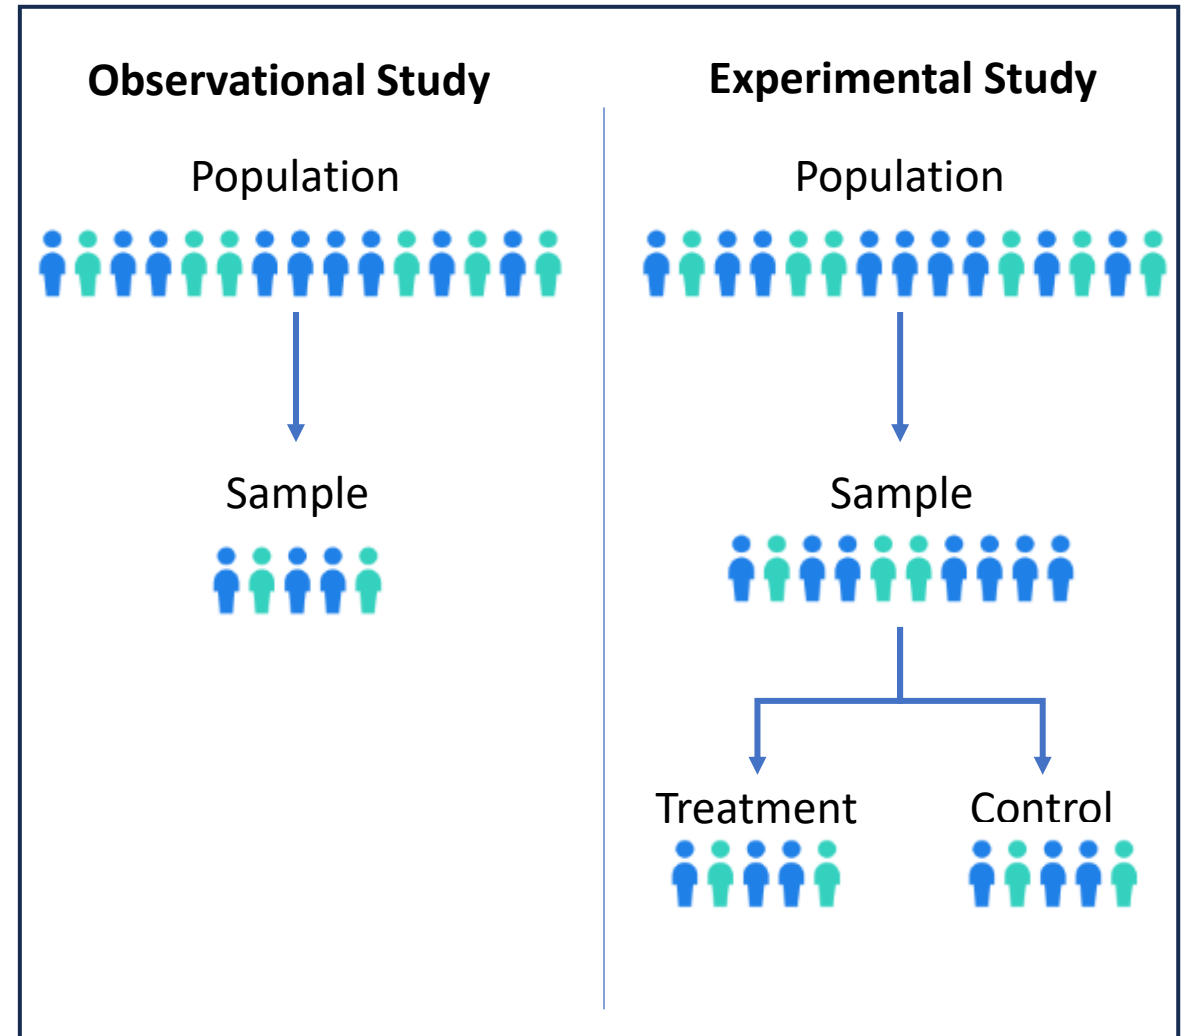 Observational Study
Population
Sample
Experimental Study
Population
Sample
Treatment
Control